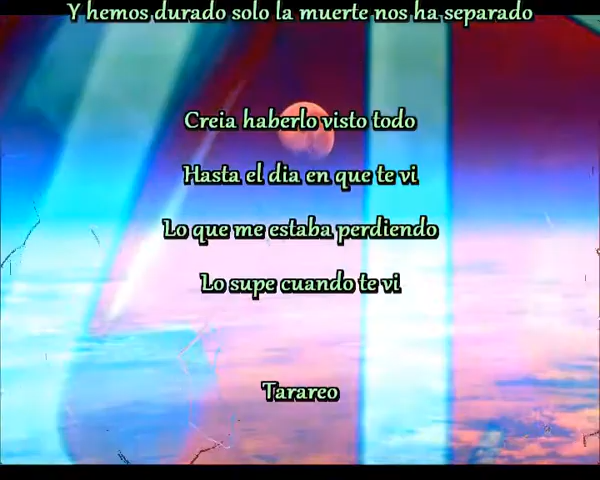 Y hemos durado solo la muerte nos ha separado
Creia haberlo visto todo
Hasta el dia en que te vi
Lo que me estaba perdiendo
Lo supe cuando te vi
Tarareo